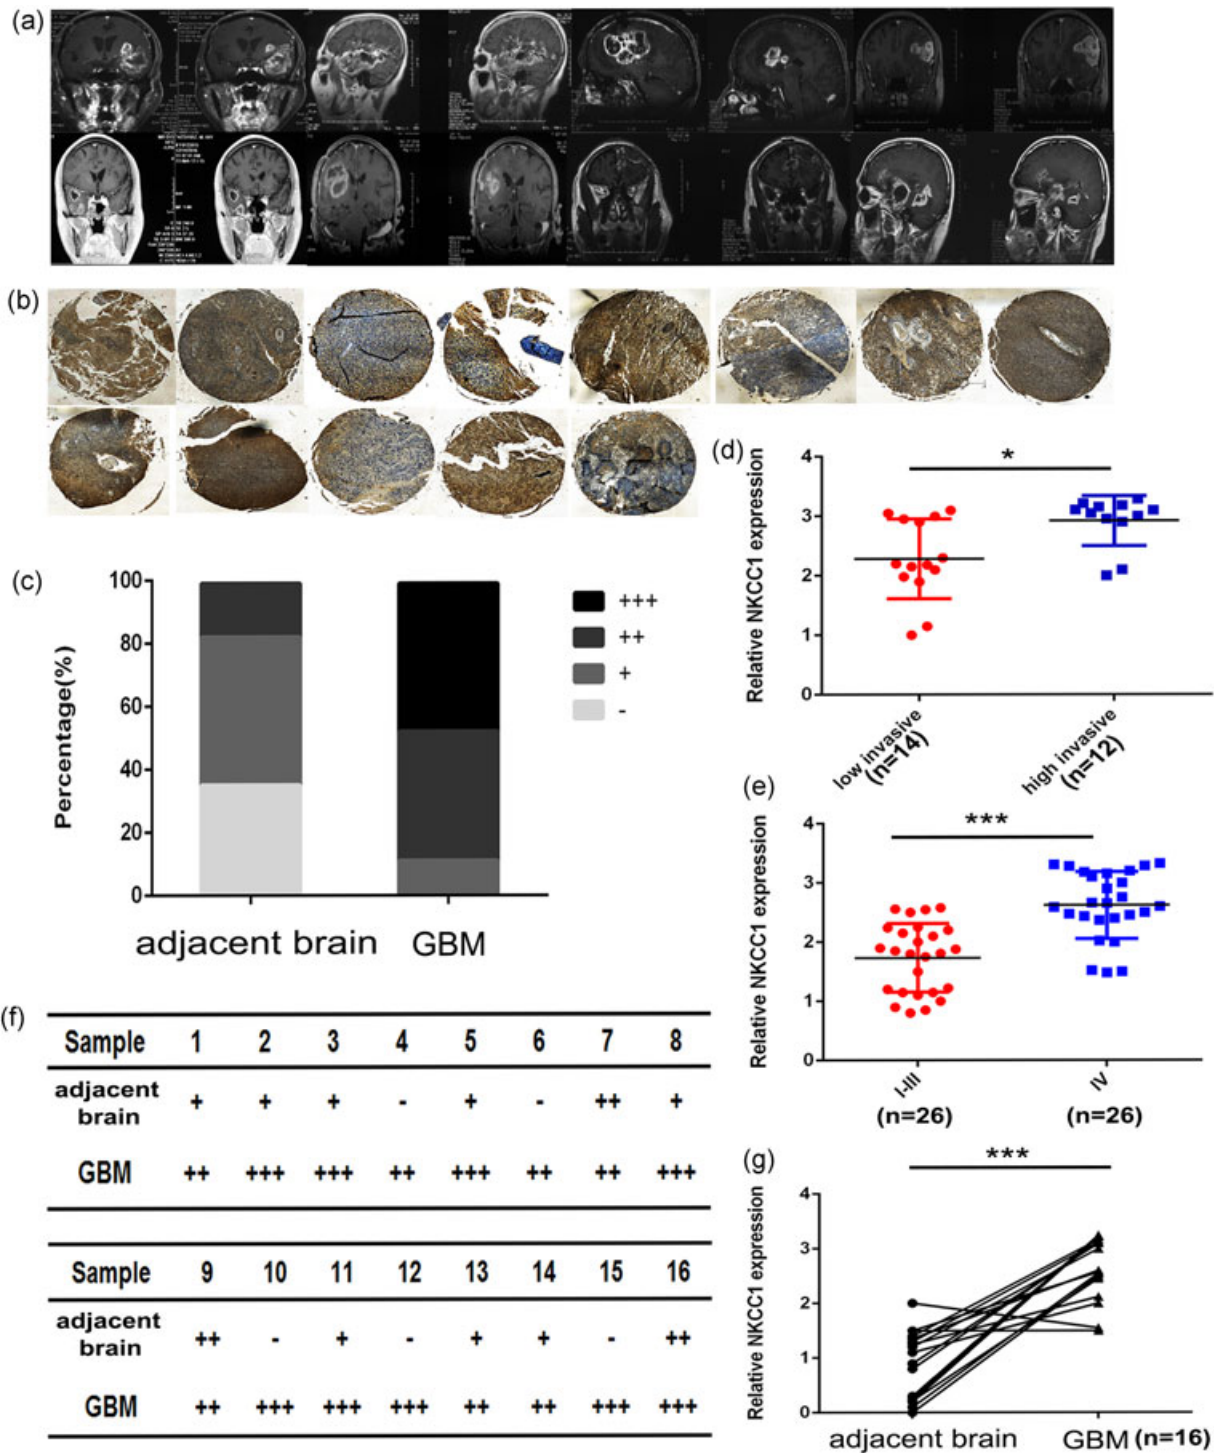 (a)
(b)
(c)
Percentage(%)
100
80
60
40
20
0
adjacent brain GBM
+++
++
+
-
(d)
Relative NKCC1 expression
4
3
2
1
0
*
low invasive
(n=14)
high invasive
(n=12)
(e)
Relative NKCC1 expression
4
3
2
1
0
***
I-III
(n=26)
IV
(n=26)
(f)
Sample 1 2 3 4 5 6 7 8
adjacent
brain + + + - + - ++ +
GBM ++ +++ +++ ++ +++ ++ ++ +++
Sample 9 10 11 12 13 14 15 16
adjacent
brain ++ - + - + + - ++
GBM ++ +++ +++ +++ ++ ++ +++ +++
(g)
Relative NKCC1 expression
4
3
2
1
0
***
adjacent brain GBM (n=16)